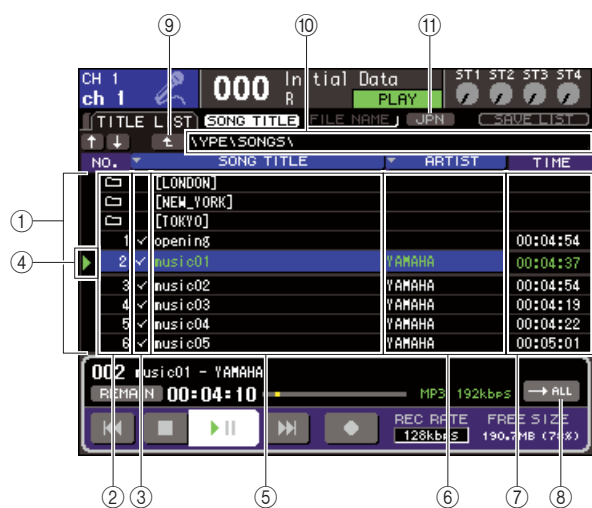 ⑨ ⑩ ⑪
CH 1
ch 1
000
Initial Data
R
PLAY
ST1 ST2 ST3 ST4
TITLE LIST
SONG TITLE
FILE NAME
JPN
SAVE LIST
\YPE\SONGS\
NO. SONG TITLE ARTIST TIME
[LONDON]
[NEW_YORK]
[TOKYO]
1 ✓ opening 00:04:54
2 ✓ music01 YAMAHA 00:04:37
3 ✓ music02 YAMAHA 00:04:54
4 ✓ music03 YAMAHA 00:04:19
5 ✓ music04 YAMAHA 00:04:22
6 ✓ music05 YAMAHA 00:05:01
① ④
002 music01 - YAMAHA
REMAIN 00:04:10 MP3 192kbps → ALL
REC RATE FREE SIZE
128kbps 190.7MB (78%)
② ③ ⑤ ⑥ ⑦ ⑧